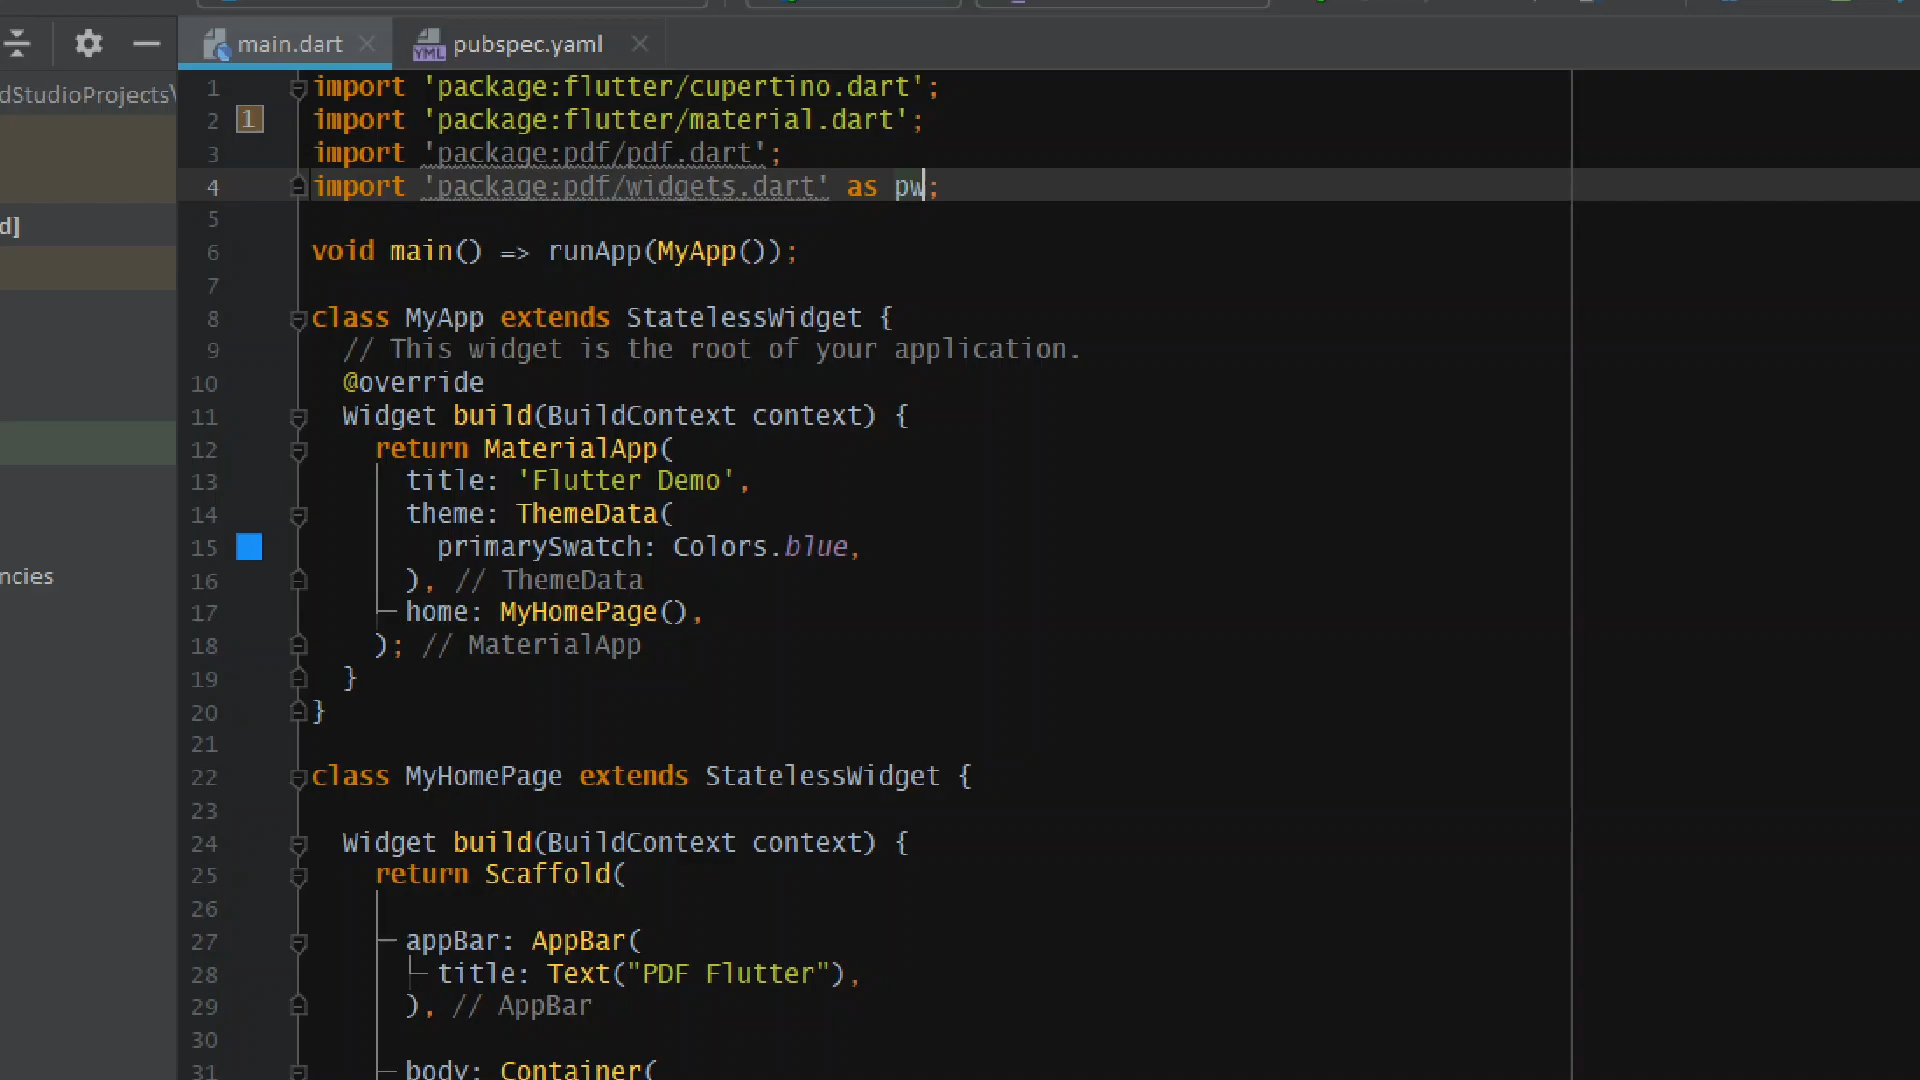 main.dart
pubspec.yaml
dStudioProjects\
d]
ncies
1 import 'package:flutter/cupertino.dart';
2 1 import 'package:flutter/material.dart';
3 import 'package:pdf/pdf.dart';
4 import 'package:pdf/widgets.dart' as pw;
5
6 void main() => runApp(MyApp());
7
8 class MyApp extends StatelessWidget {
9 // This widget is the root of your application.
10 @override
11 Widget build(BuildContext context) {
12 return MaterialApp(
13 title: 'Flutter Demo',
14 theme: ThemeData(
15 primarySwatch: Colors.blue,
16 ), // ThemeData
17 home: MyHomePage(),
18 ); // MaterialApp
19 }
20 }
21
22 class MyHomePage extends StatelessWidget {
23
24 Widget build(BuildContext context) {
25 return Scaffold(
26
27 appBar: AppBar(
28 title: Text("PDF Flutter"),
29 ), // AppBar
30
31 body: Container(